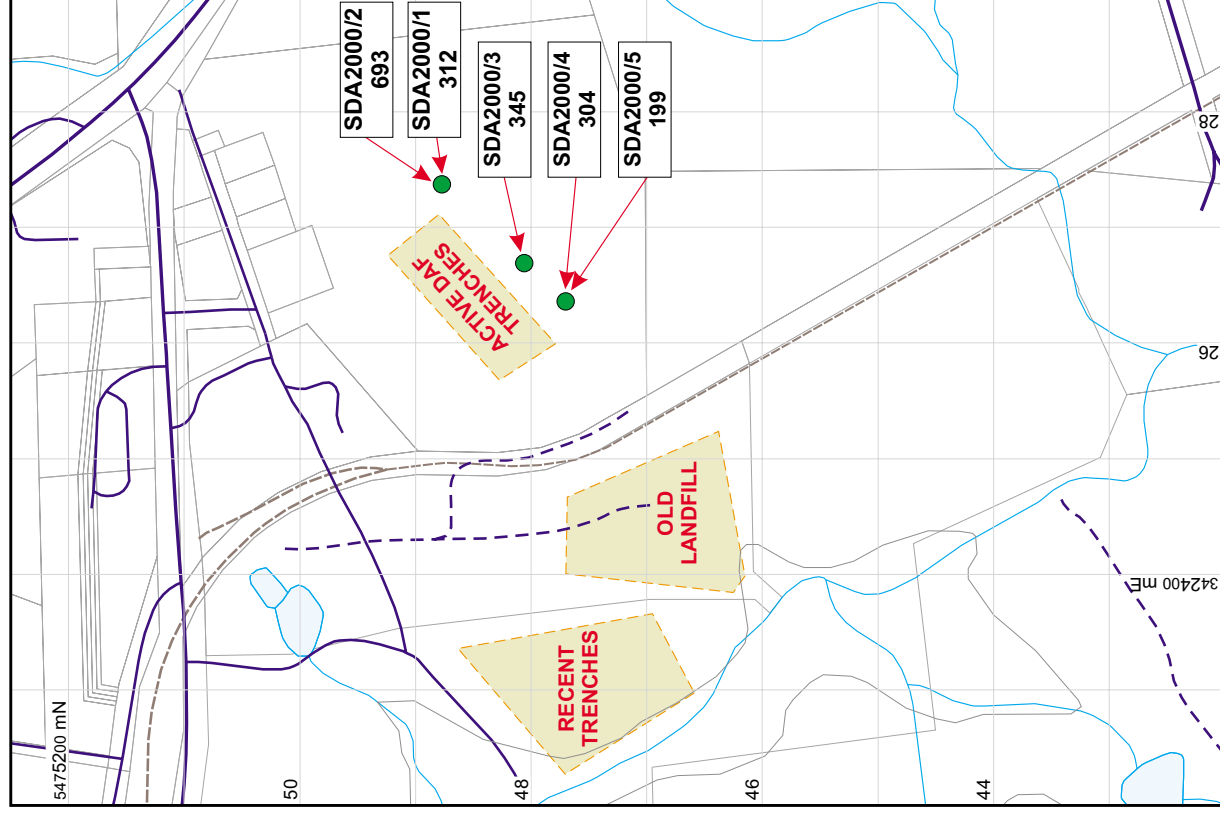 SDA2000/2
693
SDA2000/1
312
SDA2000/3
345
SDA2000/4
304
SDA2000/5
199
ACTIVE DAF
TRENCHES
OLD
LANDFILL
RECENT
TRENCHES
5475200 mN
50
48
46
44
28
26
342400 mE